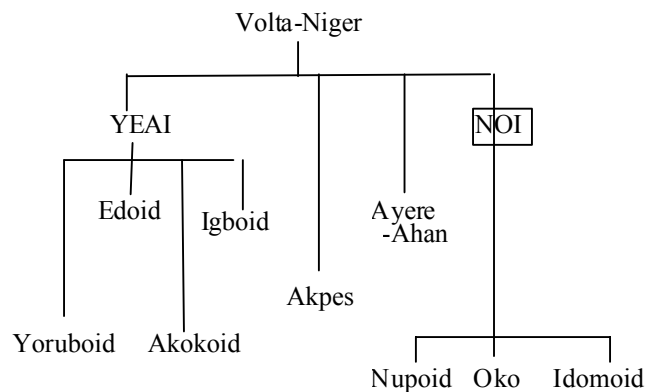 Volta-Niger
YEAI
NOI
Edoid
Igboid
Ayere
-Ahan
Akpes
Yoruboid
Akokoid
Nupoid
Oko
Idomoid